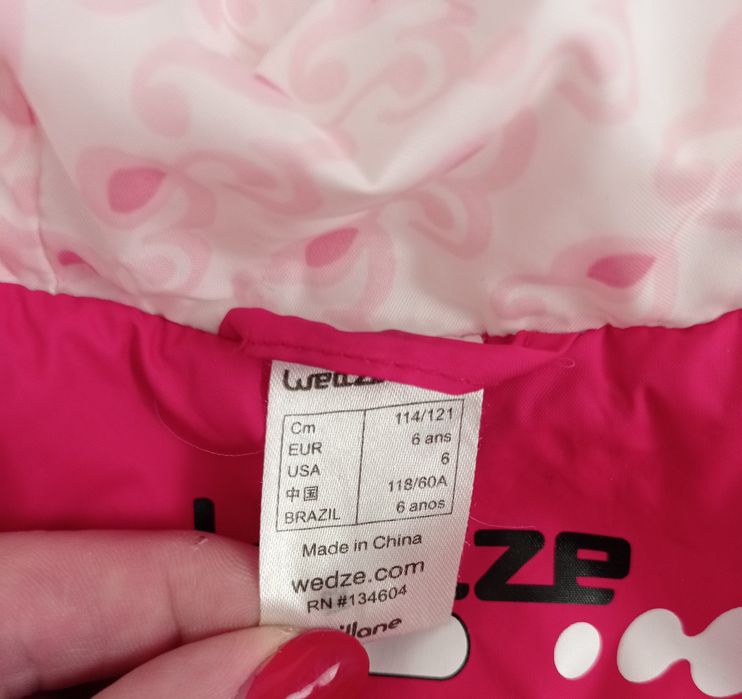 wedze
Cm 114/121
EUR 6 ans
USA 6
中国 118/60A
BRAZIL 6 anos
Made in China
wedze.com
RN #134604